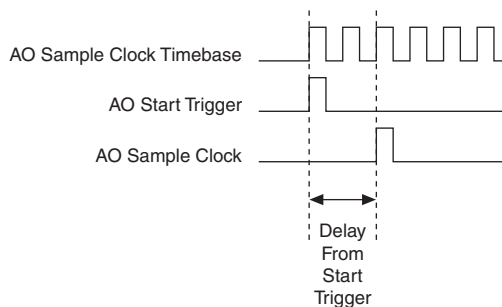 AO Sample Clock Timebase
AO Start Trigger
AO Sample Clock
Delay
From
Start
Trigger